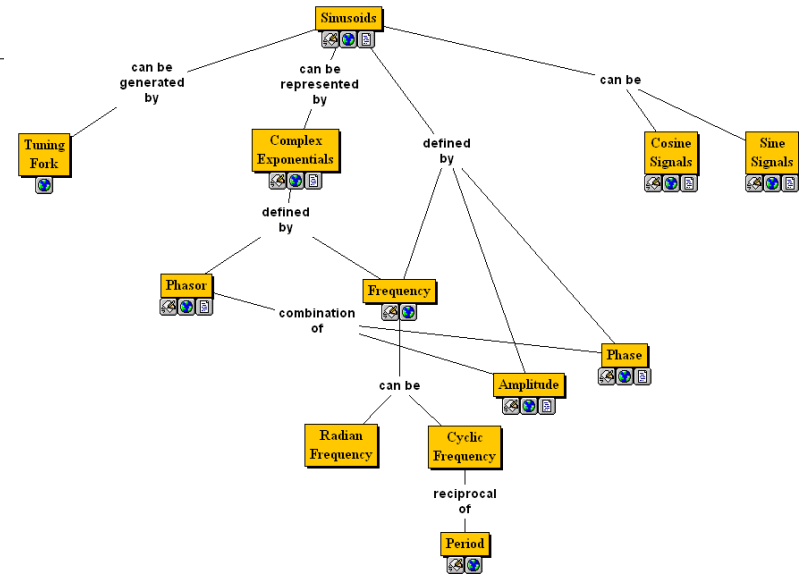 Sinusoids
can be
generated
by
can be
represented
by
can be
Tuning
Fork
Complex
Exponentials
defined
by
Cosine
Signals
Sine
Signals
defined
by
Phasor
Frequency
combination
of
Phase
can be
Amplitude
Radian
Frequency
Cyclic
Frequency
reciprocal
of
Period